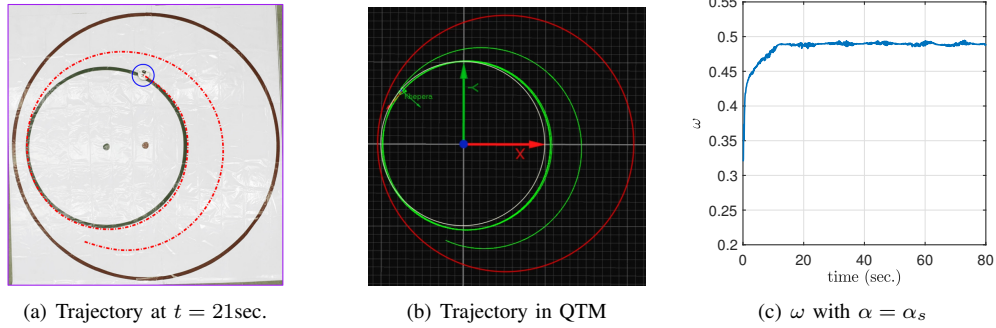 Khepera
Y
X
0.55
0.5
0.45
0.4
0.35
0.3
0.25
0.2
ω
0 20 40 60 80
time (sec.)
(a) Trajectory at t = 21sec.
(b) Trajectory in QTM
(c) ω with α = αs